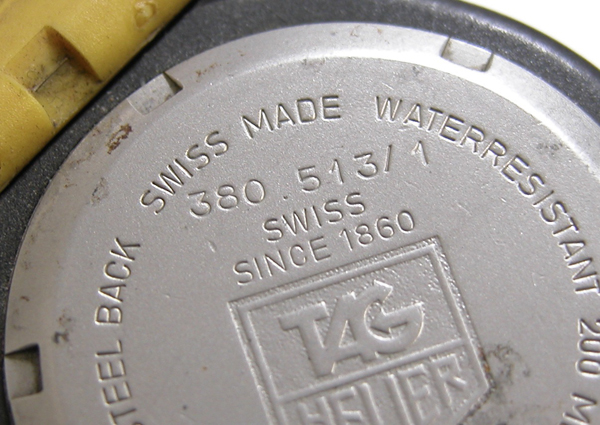 STEEL BACK SWISS MADE WATERRESISTANT 200 M
380.513/1
SWISS
SINCE 1860
TAG
HEUER